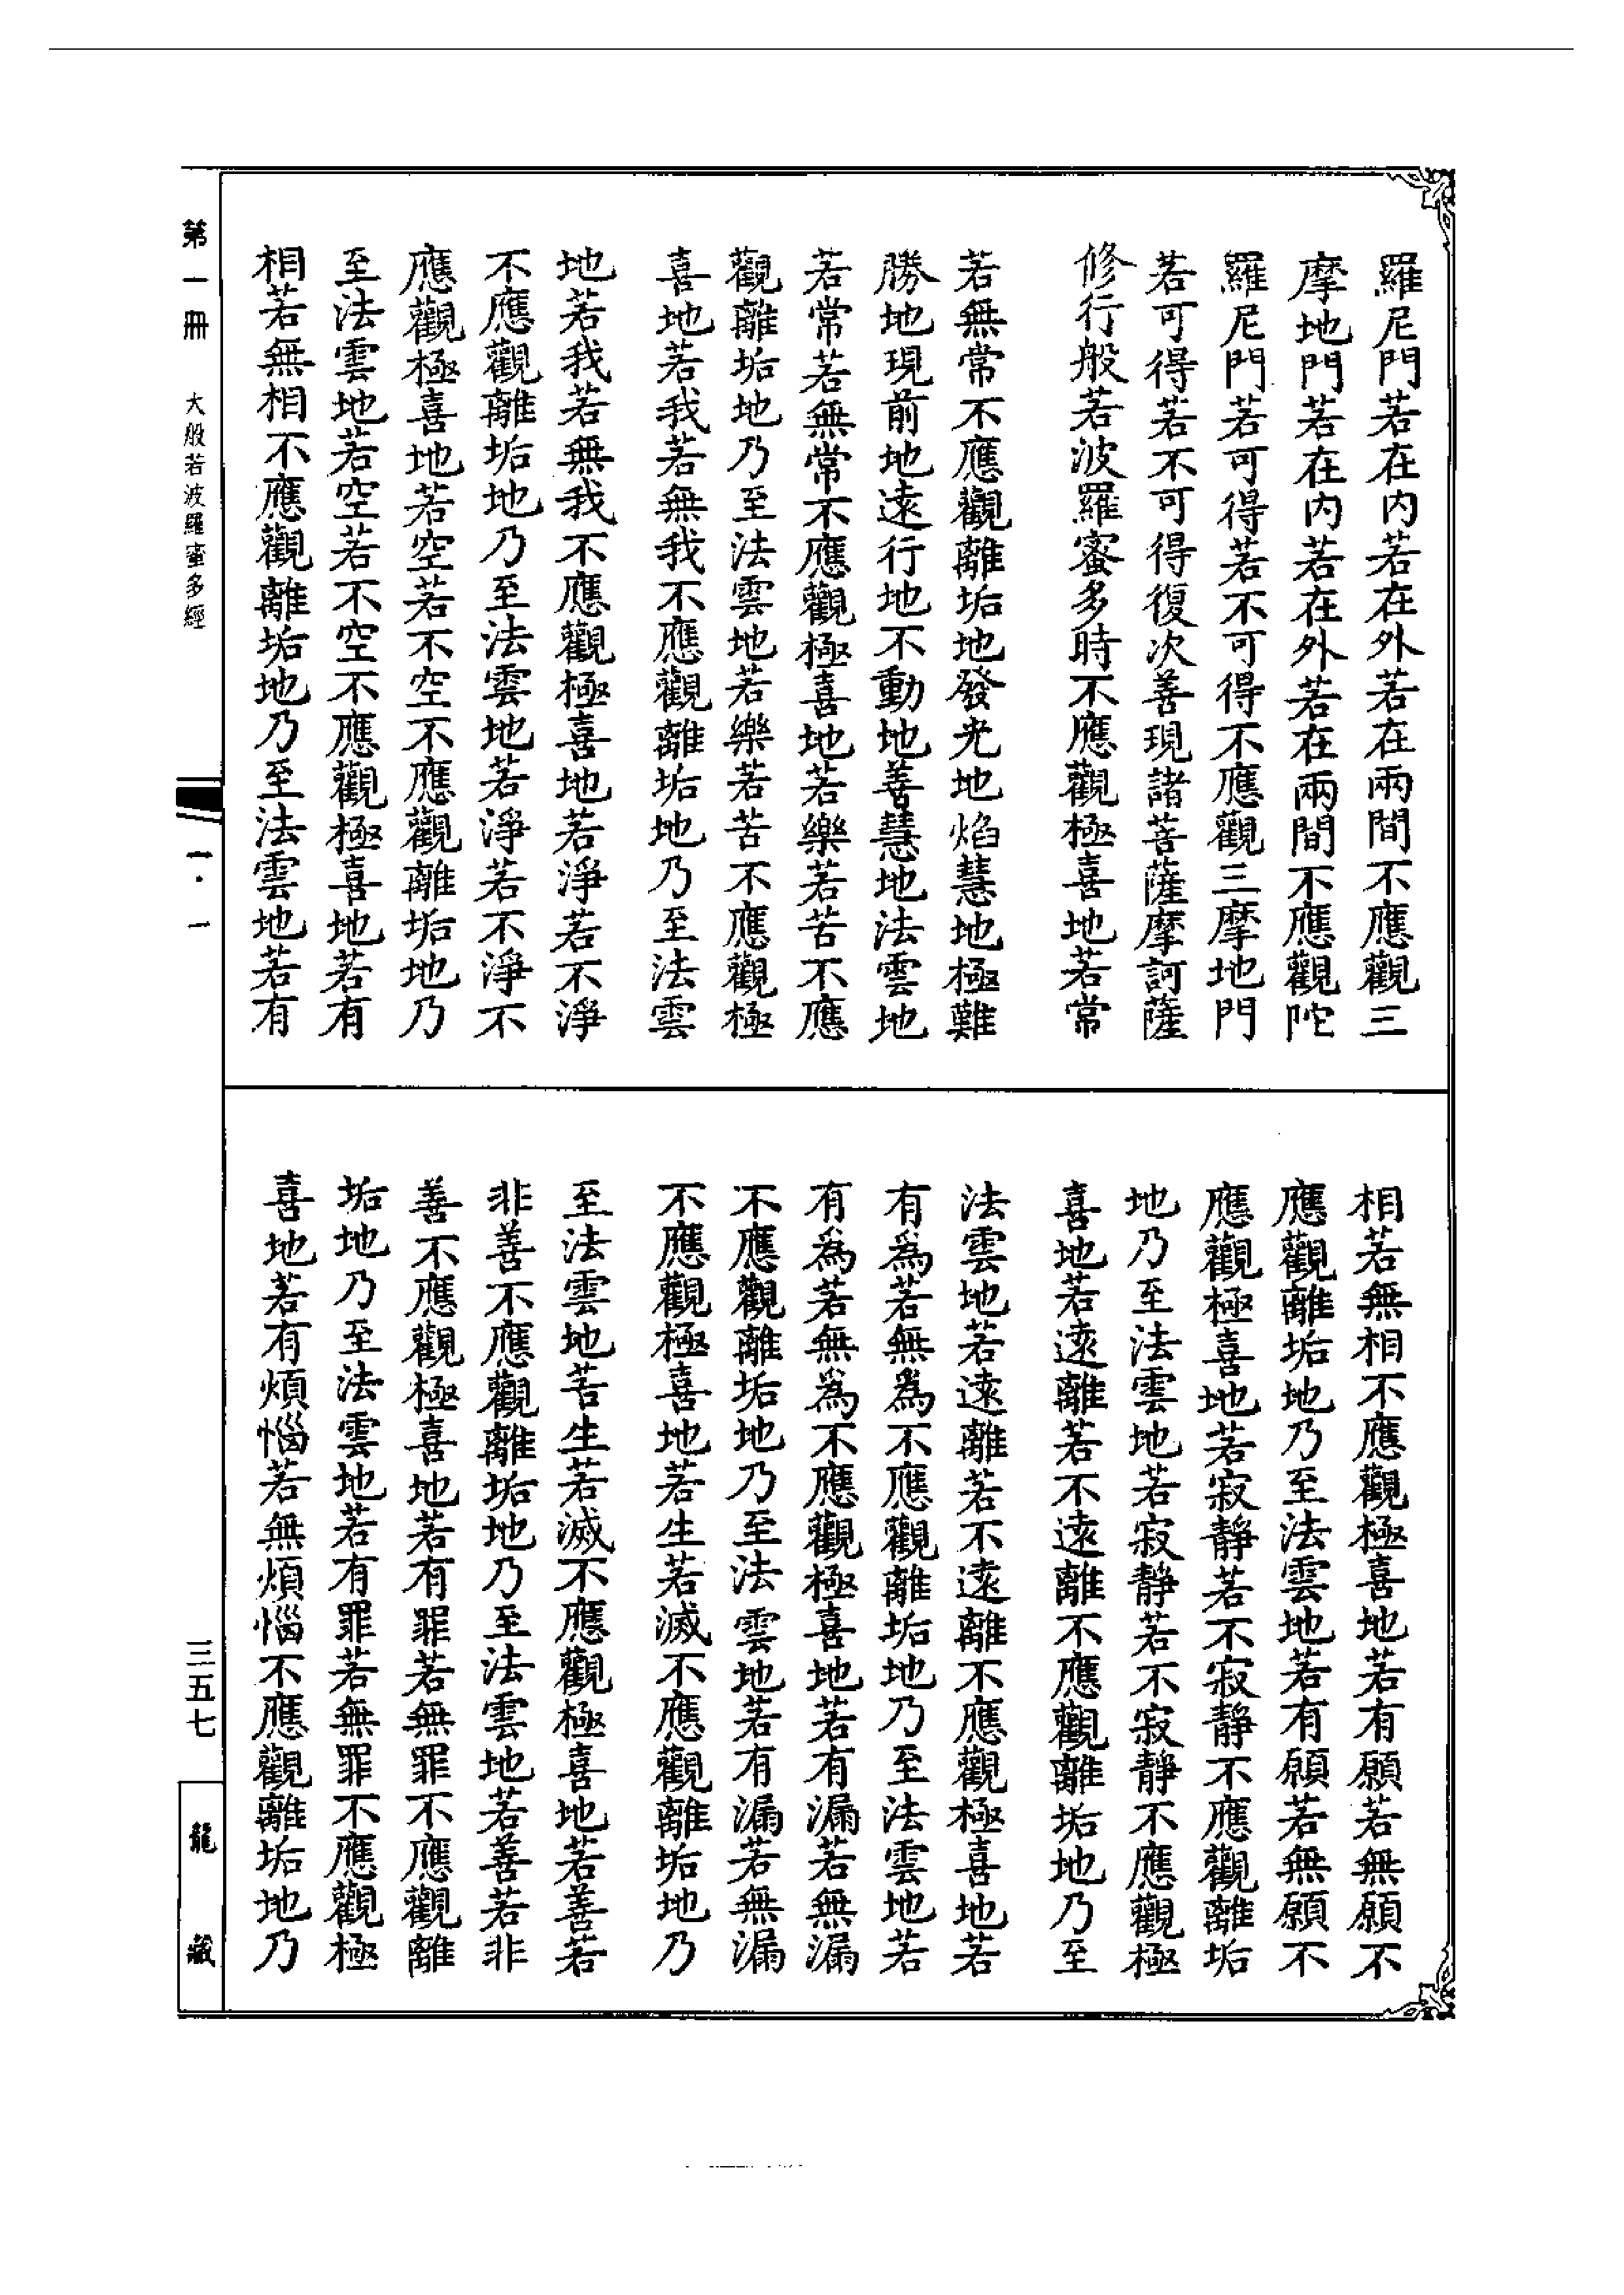 羅尼門若在內若在外若在兩間不應觀三
摩地門若在內若在外若在兩間不應觀陀
羅尼門若可得若不可得不應觀三摩地門
若可得若不可得復次善現諸菩薩摩訶薩
修行般若波羅蜜多時不應觀極喜地若常
若無常不應觀離垢地發光地焰慧地極難
勝地現前地遠行地不動地善慧地法雲地
若常若無常不應觀極喜地若樂若苦不應
觀離垢地乃至法雲地若樂若苦不應觀極
喜地若我若無我不應觀離垢地乃至法雲
地若我若無我不應觀極喜地若淨若不淨
不應觀離垢地乃至法雲地若淨若不淨不
應觀極喜地若空若不空不應觀離垢地乃
至法雲地若空若不空不應觀極喜地若有
相若無相不應觀離垢地乃至法雲地若有
相若無相不應觀極喜地若有願若無願不
應觀離垢地乃至法雲地若有願若無願不
應觀極喜地若寂靜若不寂靜不應觀離垢
地乃至法雲地若寂靜若不寂靜不應觀極
喜地若遠離若不遠離不應觀離垢地乃至
法雲地若遠離若不遠離不應觀極喜地若
有為若無為不應觀離垢地乃至法雲地若
有為若無為不應觀極喜地若有漏若無漏
不應觀離垢地乃至法雲地若有漏若無漏
不應觀極喜地若生若滅不應觀離垢地乃
至法雲地若生若滅不應觀極喜地若善若
非善不應觀離垢地乃至法雲地若善若非
善不應觀極喜地若有罪若無罪不應觀離
垢地乃至法雲地若有罪若無罪不應觀極
喜地若有煩惱若無煩惱不應觀離垢地乃
第一冊 大般若波羅蜜多經 一·一 三五七 龍藏